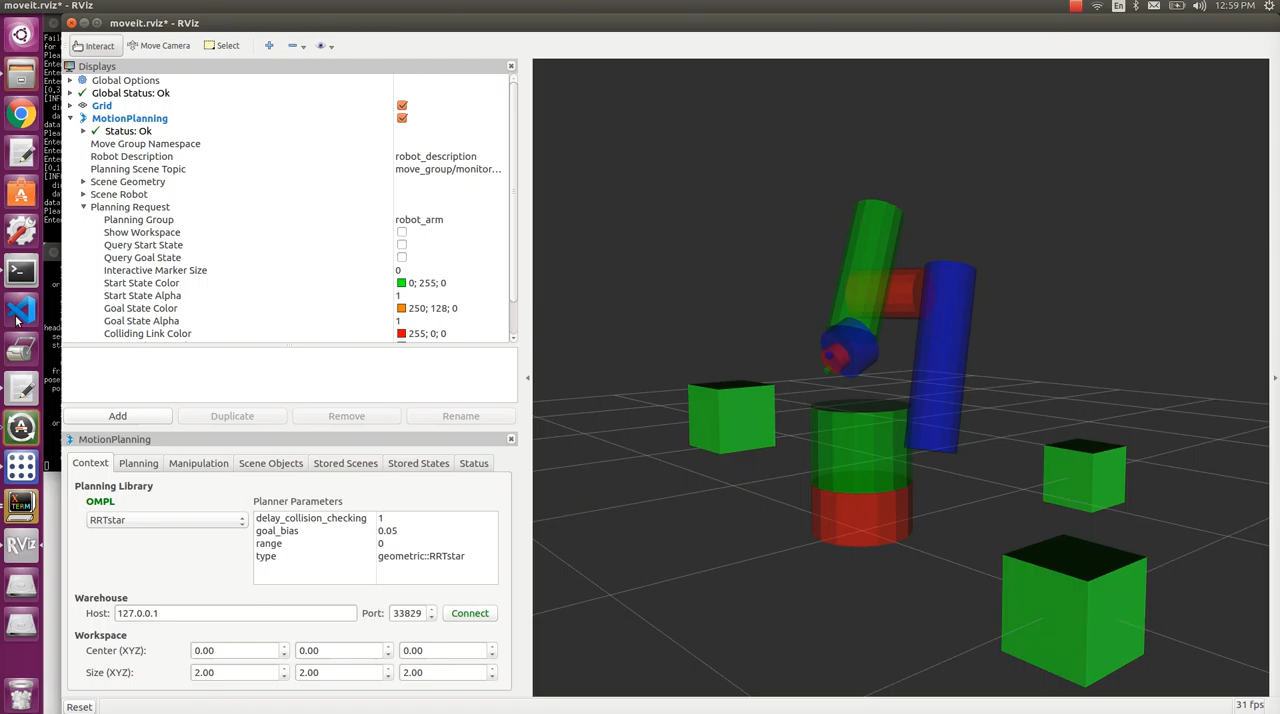 moveit.rviz* - RViz
En
12:59 PM
moveit.rviz* - RViz
Interact
Move Camera
Select
Displays
Global Options
Global Status: Ok
Grid
MotionPlanning
Status: Ok
Move Group Namespace
Robot Description robot_description
Planning Scene Topic move_group/monitor...
Scene Geometry
Scene Robot
Planning Request
Planning Group robot_arm
Show Workspace
Query Start State
Query Goal State
Interactive Marker Size 0
Start State Color 0; 255; 0
Start State Alpha 1
Goal State Color 250; 128; 0
Goal State Alpha 1
Colliding Link Color 255; 0; 0
Add
Duplicate
Remove
Rename
MotionPlanning
Context
Planning
Manipulation
Scene Objects
Stored Scenes
Stored States
Status
Planning Library
OMPL
RRTstar
Planner Parameters
delay_collision_checking 1
goal_bias 0.05
range 0
type geometric::RRTstar
Warehouse
Host: 127.0.0.1 Port: 33829 Connect
Workspace
Center (XYZ): 0.00 0.00 0.00
Size (XYZ): 2.00 2.00 2.00
Reset
31 fps
RViz
TERM